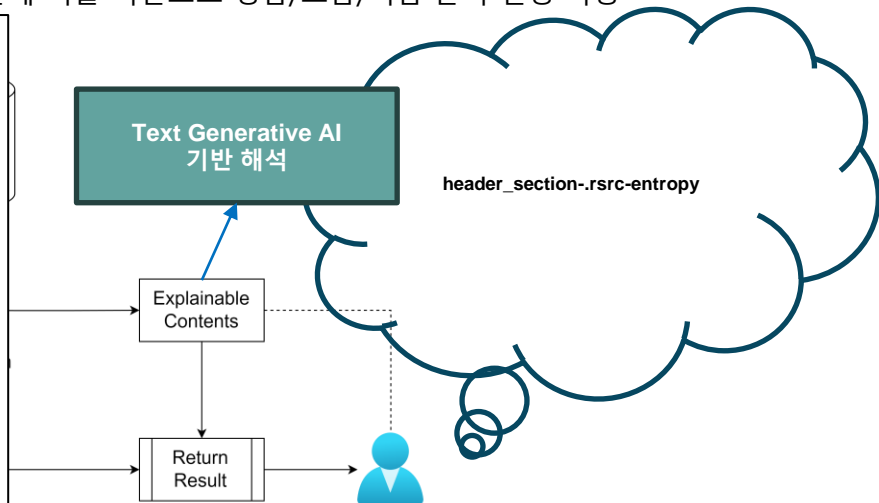 Text Generative AI
기반 해석
header_section-.rsrc-entropy
Explainable
Contents
Return
Result